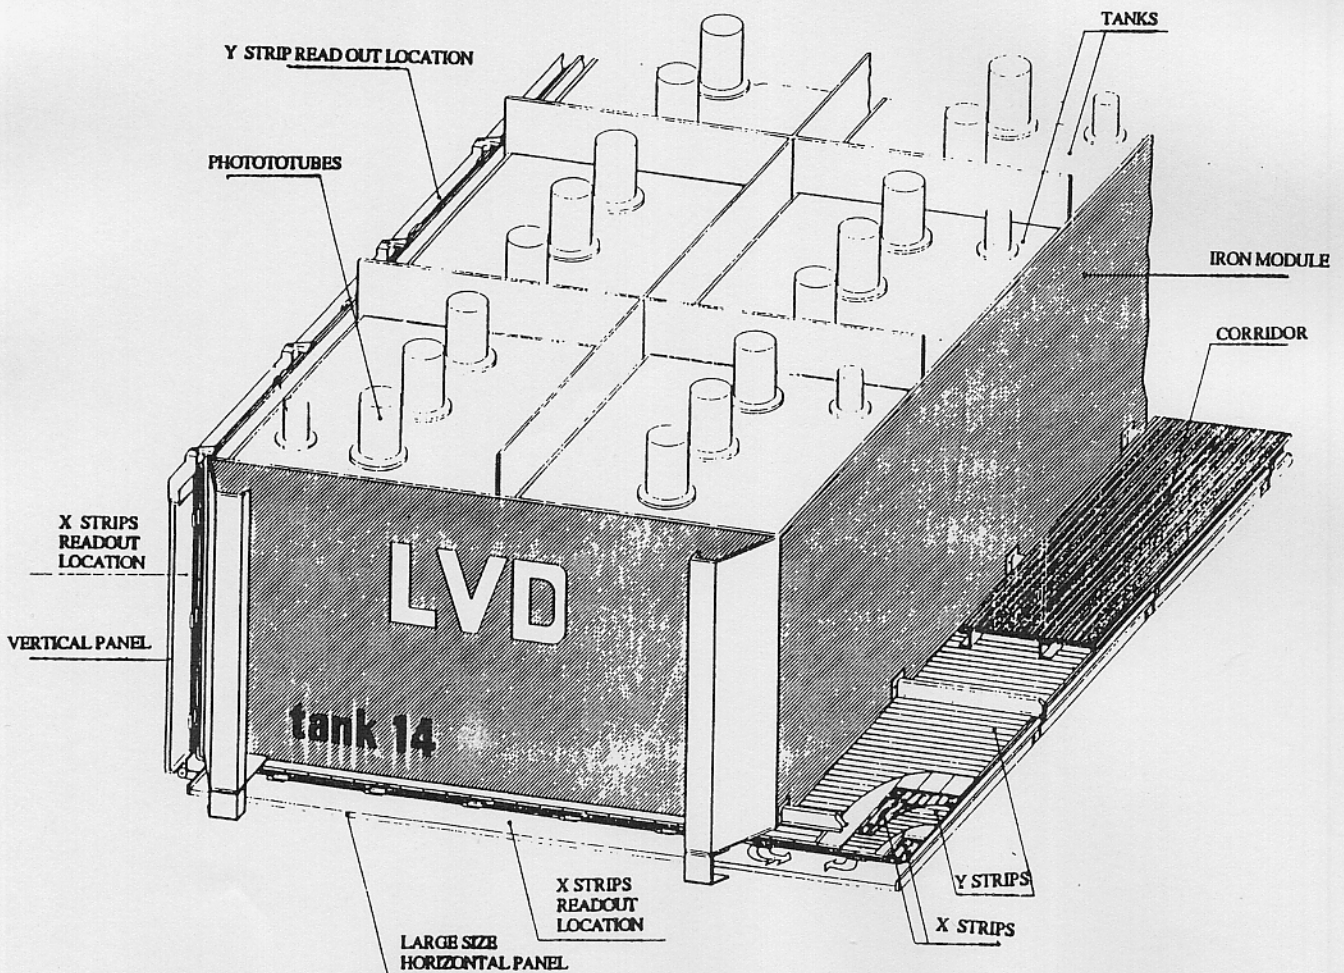 TANKS
Y STRIP READ OUT LOCATION
PHOTOTOTUBES
IRON MODULE
CORRIDOR
X STRIPS
READOUT
LOCATION
LVD
VERTICAL PANEL
tank 14
Y STRIPS
X STRIPS
READOUT
LOCATION
X STRIPS
LARGE SIZE
HORIZONTAL PANEL